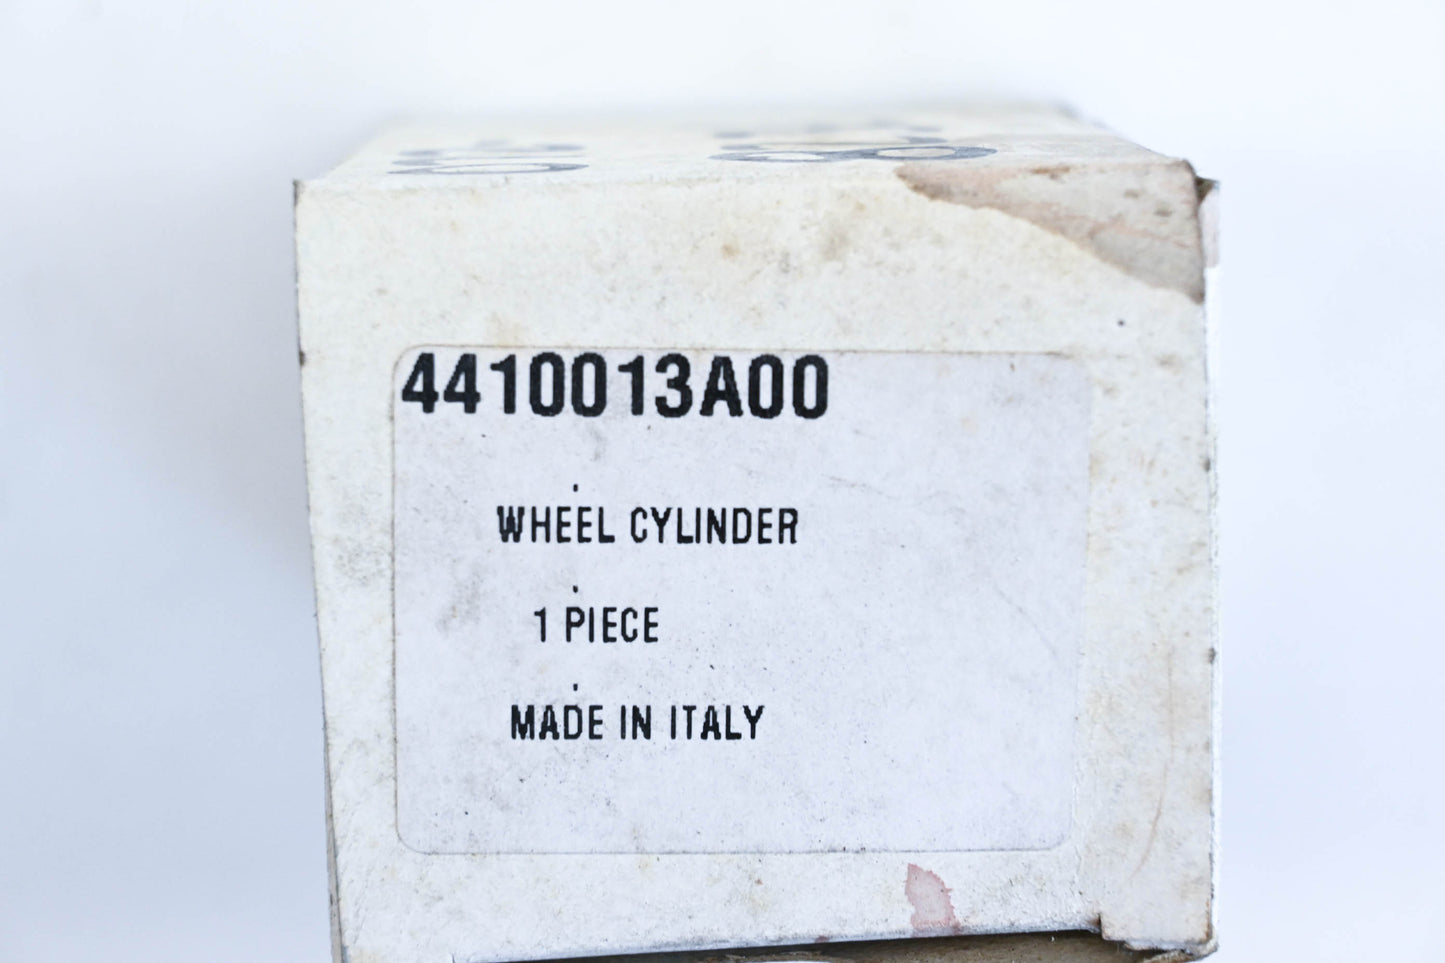 4410013A00
WHEEL CYLINDER
1 PIECE
MADE IN ITALY